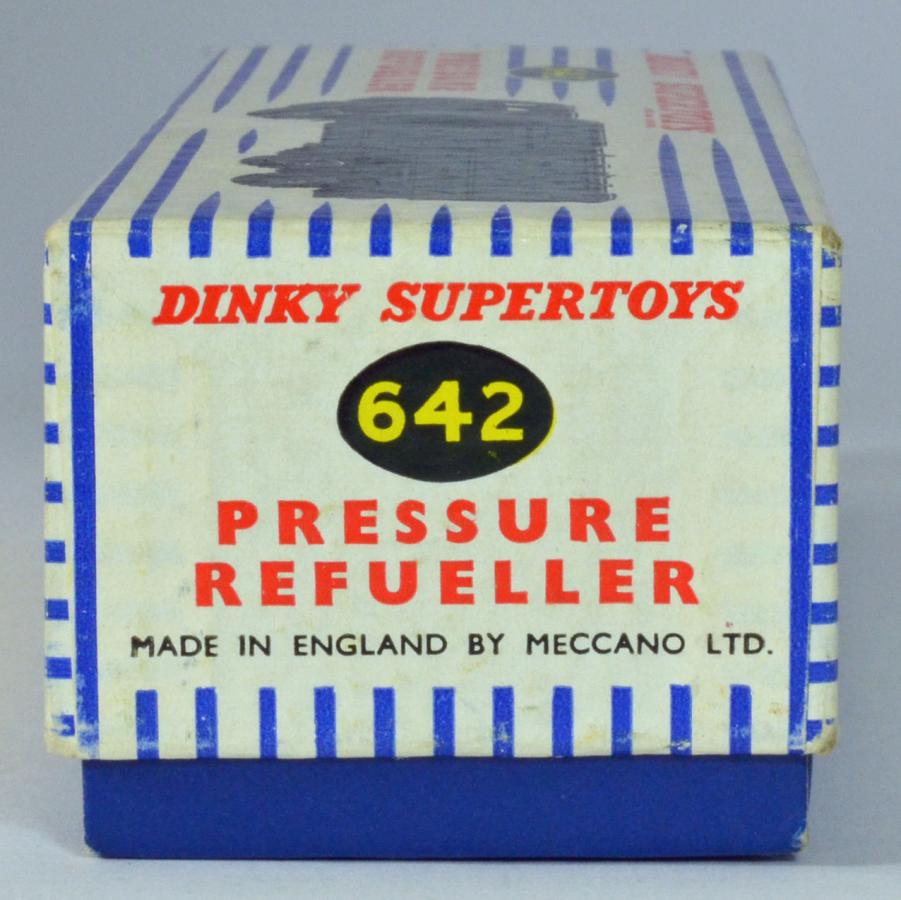 DINKY SUPERTOYS
642
PRESSURE
REFUELLER
MADE IN ENGLAND BY MECCANO LTD.